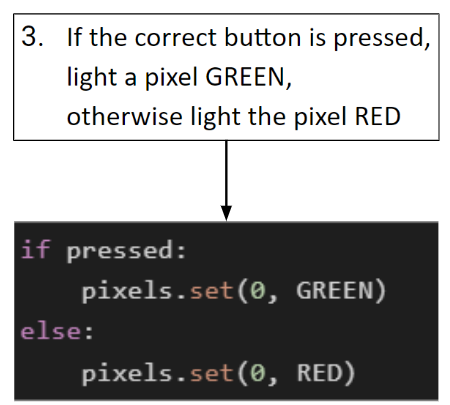 3. If the correct button is pressed,
light a pixel GREEN,
otherwise light the pixel RED
if pressed:
    pixels.set(0, GREEN)
else:
    pixels.set(0, RED)